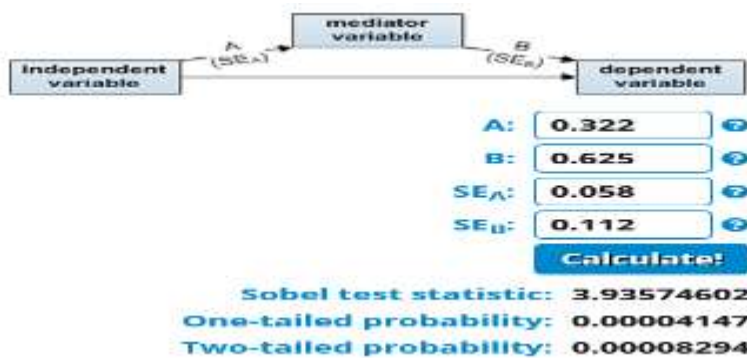 mediator
variable
A
(SEA)
B
(SEB)
independent
variable
dependent
variable
A: 0.322 ?
B: 0.625 ?
SEA: 0.058 ?
SEB: 0.112 ?
Calculate!
Sobel test statistic: 3.93574602
One-tailed probability: 0.00004147
Two-tailed probability: 0.00008294